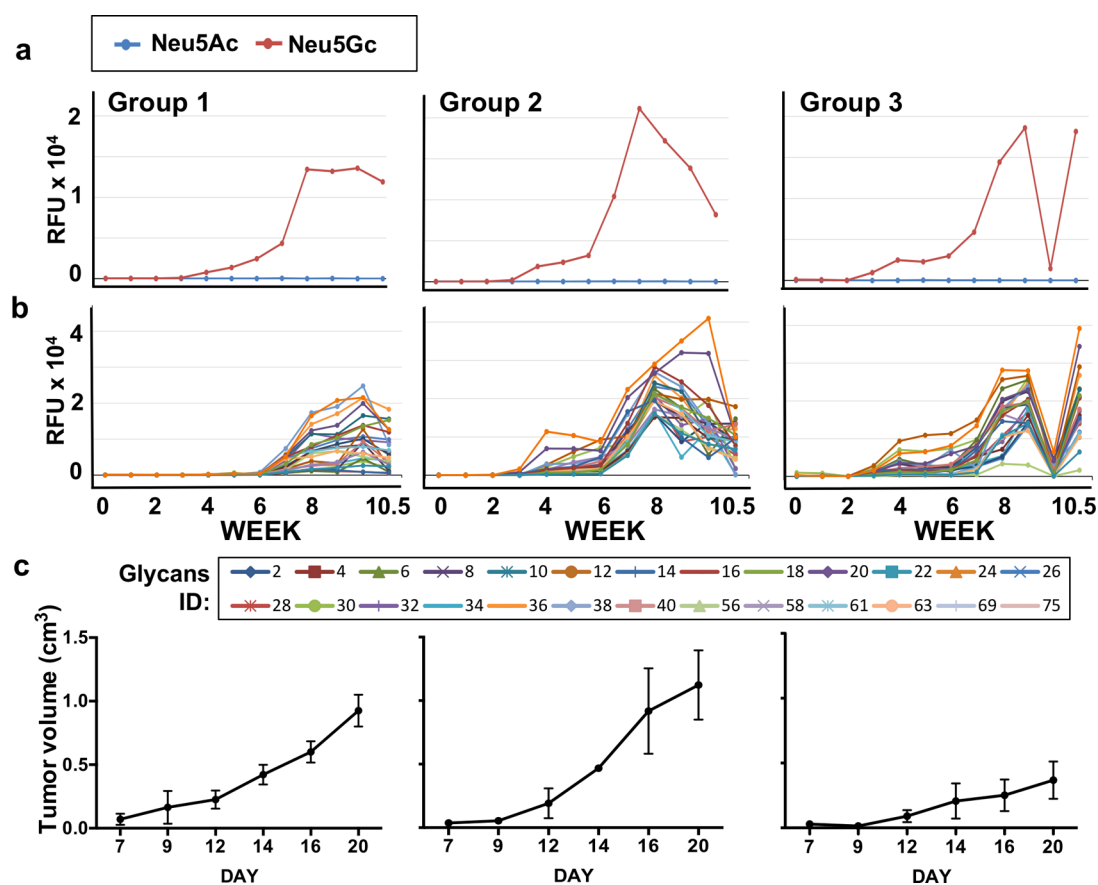 a
Neu5Ac Neu5Gc
Group 1 Group 2 Group 3
RFU x 10⁴
2
1
0
b
RFU x 10⁴
4
2
0
0 2 4 6 8 10.5 0 2 4 6 8 10.5 0 2 4 6 8 10.5
WEEK WEEK WEEK
c
Glycans ID:
2 4 6 8 10 12 14 16 18 20 22 24 26
28 30 32 34 36 38 40 56 58 61 63 69 75
Tumor volume (cm³)
1.5
1.0
0.5
0.0
7 9 12 14 16 20 7 9 12 14 16 20 7 9 12 14 16 20
DAY DAY DAY